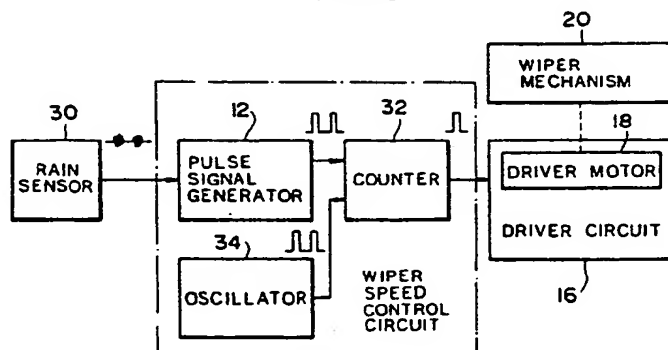 20
WIPER
MECHANISM
30
RAIN
SENSOR
12
PULSE
SIGNAL
GENERATOR
32
COUNTER
18
DRIVER MOTOR
DRIVER CIRCUIT
16
34
OSCILLATOR
WIPER
SPEED
CONTROL
CIRCUIT